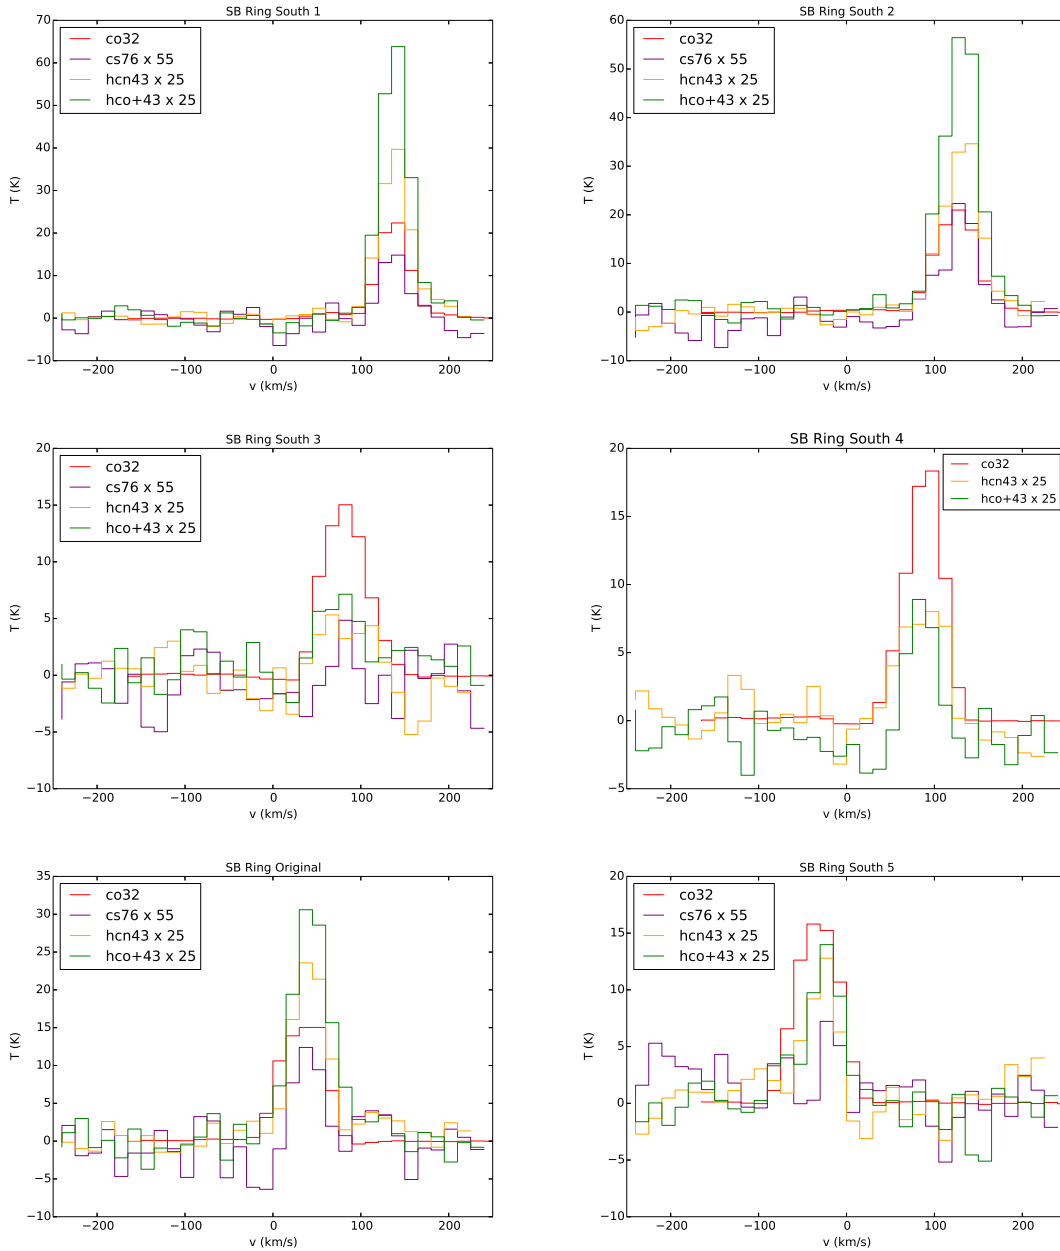 SB Ring South 1
co32
cs76 x 55
hcn43 x 25
hco+43 x 25
T (K)
70
60
50
40
30
20
10
0
−10
−200
−100
0
100
200
v (km/s)
SB Ring South 2
co32
cs76 x 55
hcn43 x 25
hco+43 x 25
T (K)
60
50
40
30
20
10
0
−10
−200
−100
0
100
200
v (km/s)
SB Ring South 3
co32
cs76 x 55
hcn43 x 25
hco+43 x 25
T (K)
20
15
10
5
0
−5
−10
−200
−100
0
100
200
v (km/s)
SB Ring South 4
co32
hcn43 x 25
hco+43 x 25
T (K)
20
15
10
5
0
−5
−200
−100
0
100
200
v (km/s)
SB Ring Original
co32
cs76 x 55
hcn43 x 25
hco+43 x 25
T (K)
35
30
25
20
15
10
5
0
−5
−10
−200
−100
0
100
200
v (km/s)
SB Ring South 5
co32
cs76 x 55
hcn43 x 25
hco+43 x 25
T (K)
20
15
10
5
0
−5
−10
−200
−100
0
100
200
v (km/s)